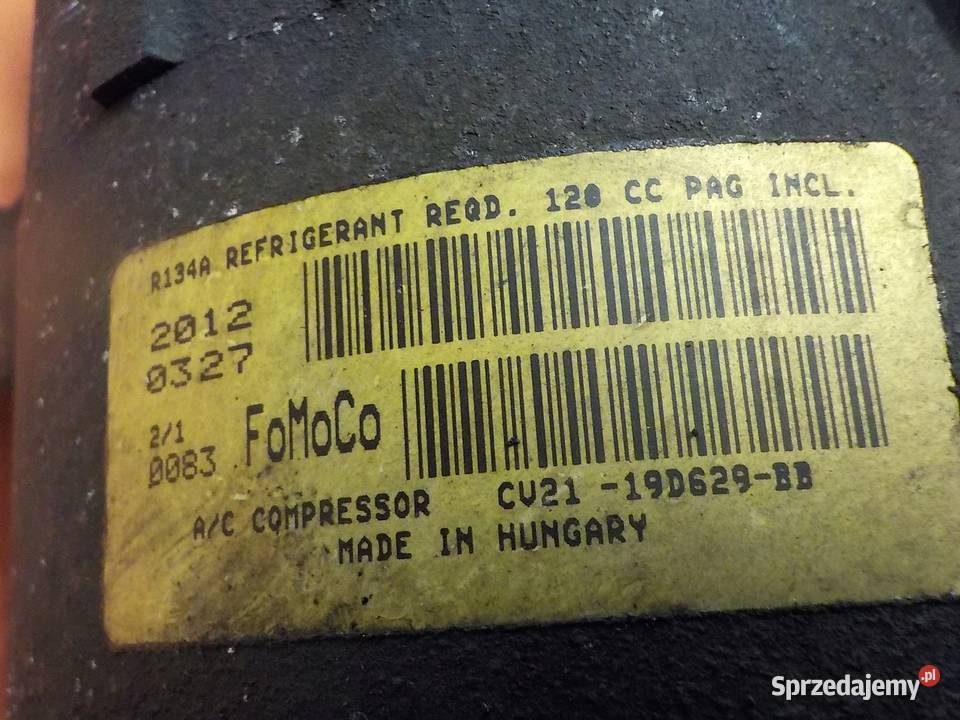 R134A REFRIGERANT REQD. 120 CC PAG INCL.
2012
0327
2/1
0083 FoMoCo
A/C COMPRESSOR CV21 -19D629-BB
MADE IN HUNGARY
Sprzedajemy.pl